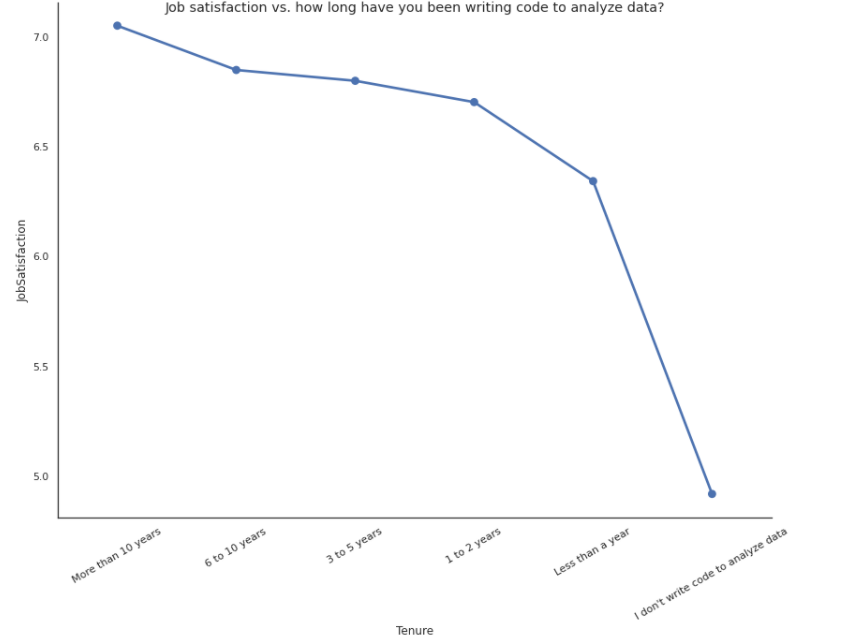 Job satisfaction vs. how long have you been writing code to analyze data?
7.0
6.5
6.0
5.5
5.0
JobSatisfaction
More than 10 years
6 to 10 years
3 to 5 years
1 to 2 years
Less than a year
I don't write code to analyze data
Tenure